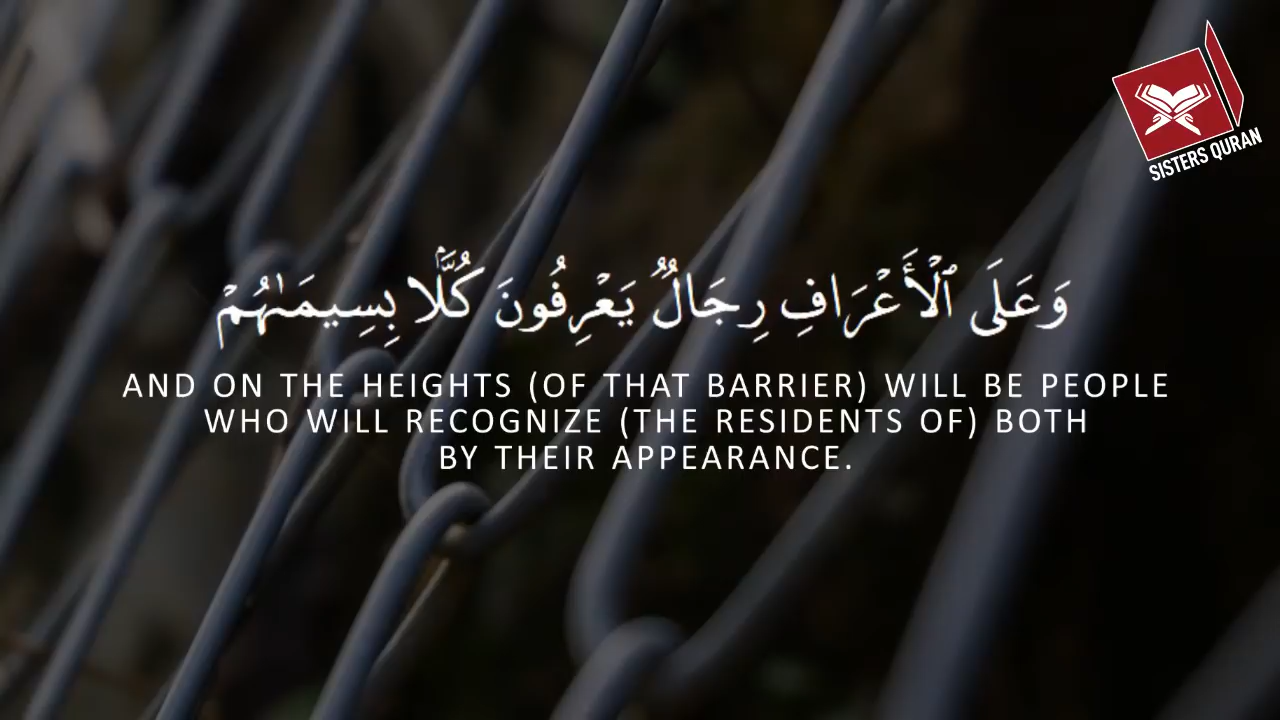 SISTERS QURAN
وَعَلَى ٱلْأَعْرَافِ رِجَالٌ يَعْرِفُونَ كُلًّۢا بِسِيمَىٰهُمْ
AND ON THE HEIGHTS (OF THAT BARRIER) WILL BE PEOPLE
WHO WILL RECOGNIZE (THE RESIDENTS OF) BOTH
BY THEIR APPEARANCE.